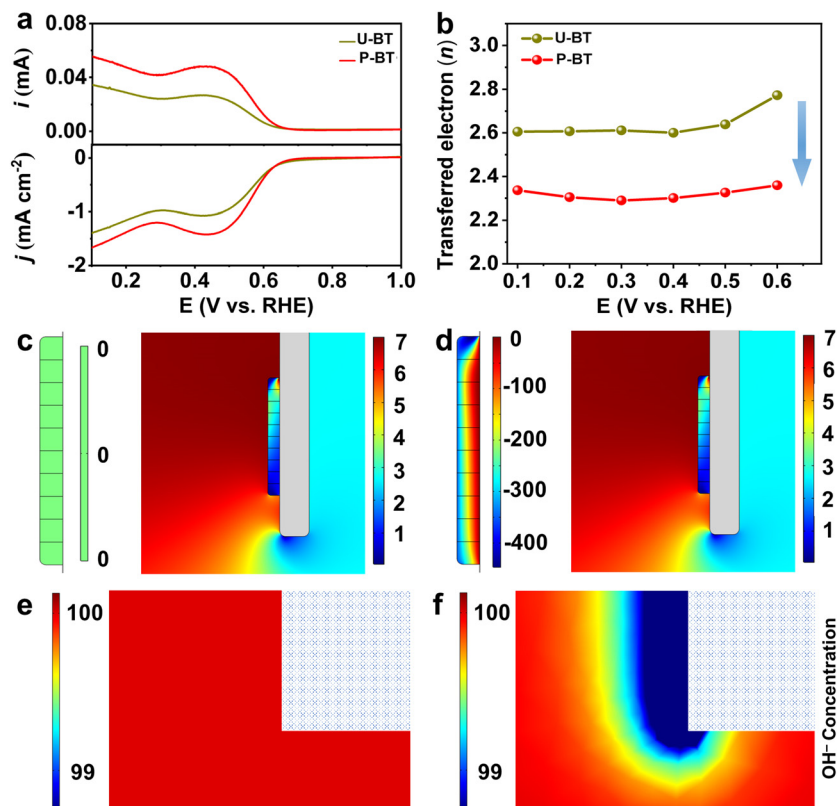 a
i (mA)
0.08
0.04
0.00
U-BT
P-BT
j (mA cm⁻²)
0
-1
-2
0.2 0.4 0.6 0.8 1.0
E (V vs. RHE)
b
Transferred electron (n)
3.0
2.8
2.6
2.4
2.2
2.0
U-BT
P-BT
0.1 0.2 0.3 0.4 0.5 0.6
E (V vs. RHE)
c
0
0
0
7
6
5
4
3
2
1
d
0
-100
-200
-300
-400
7
6
5
4
3
2
1
e
100
99
f
100
99
OH⁻ Concentration